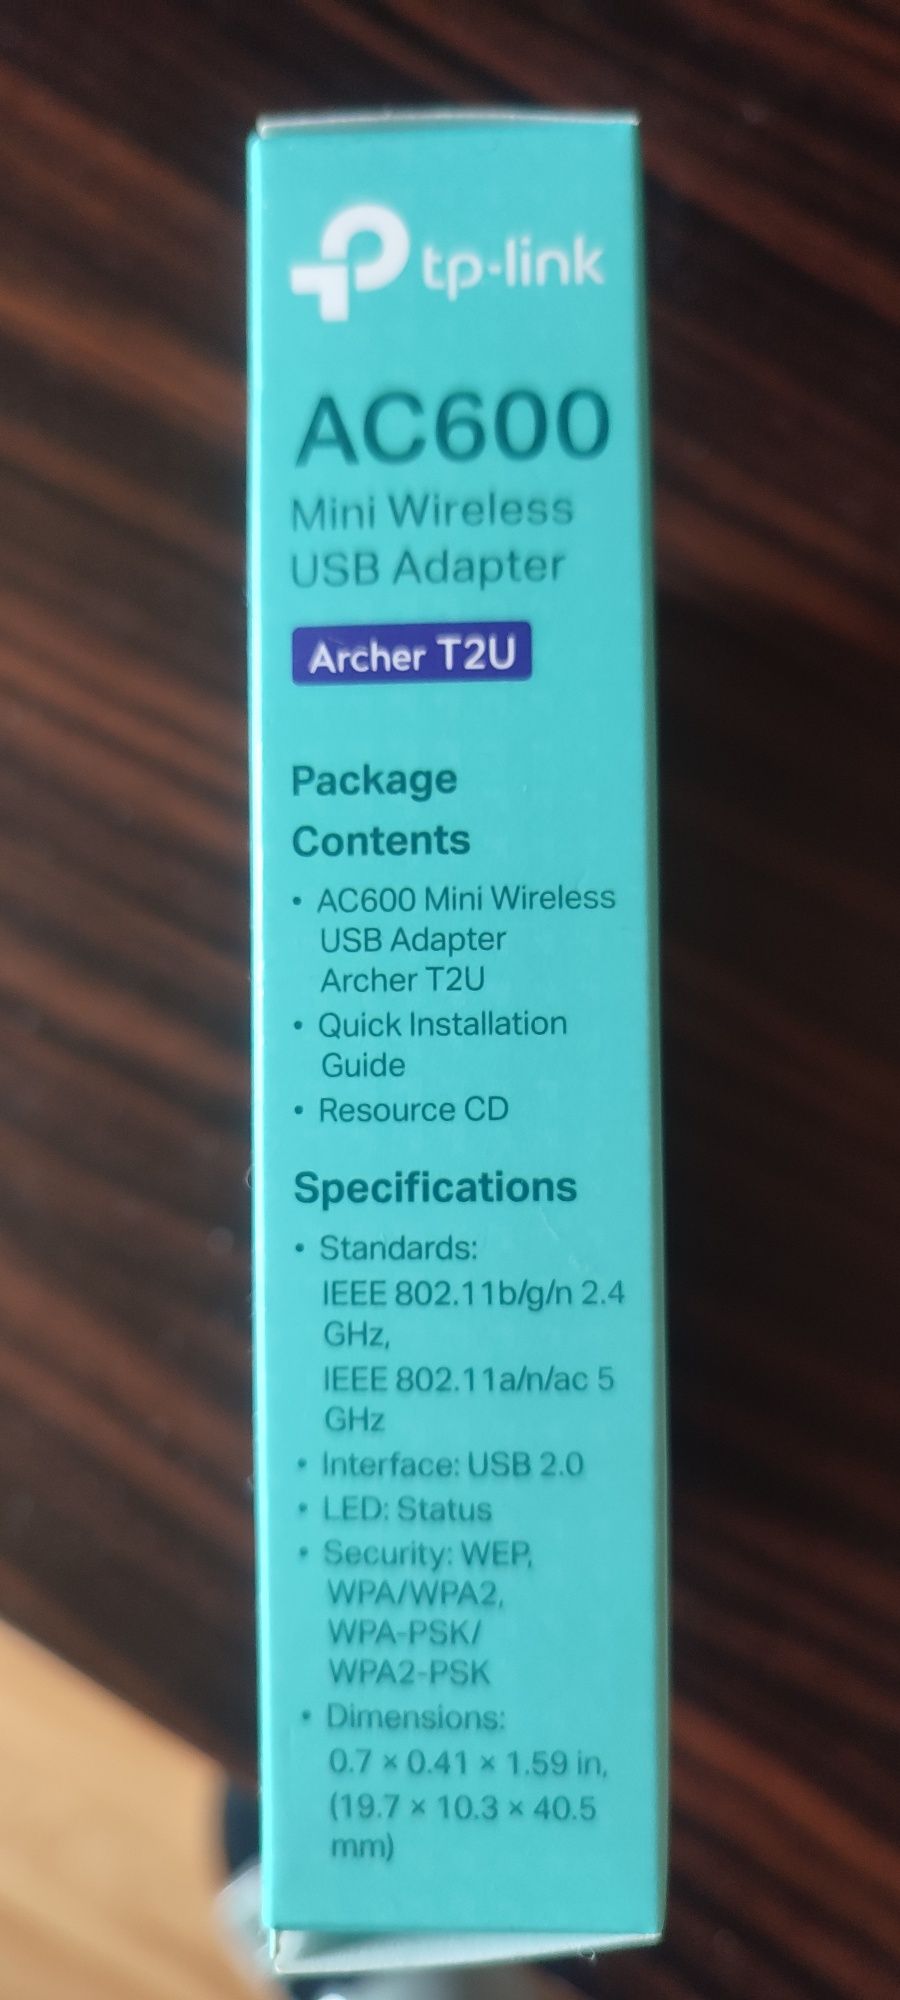 tp-link
AC600
Mini Wireless
USB Adapter
Archer T2U
Package
Contents
• AC600 Mini Wireless
USB Adapter
Archer T2U
• Quick Installation
Guide
• Resource CD
Specifications
• Standards:
IEEE 802.11b/g/n 2.4
GHz,
IEEE 802.11a/n/ac 5
GHz
• Interface: USB 2.0
• LED: Status
• Security: WEP,
WPA/WPA2,
WPA-PSK/
WPA2-PSK
• Dimensions:
0.7 × 0.41 × 1.59 in,
(19.7 × 10.3 × 40.5
mm)